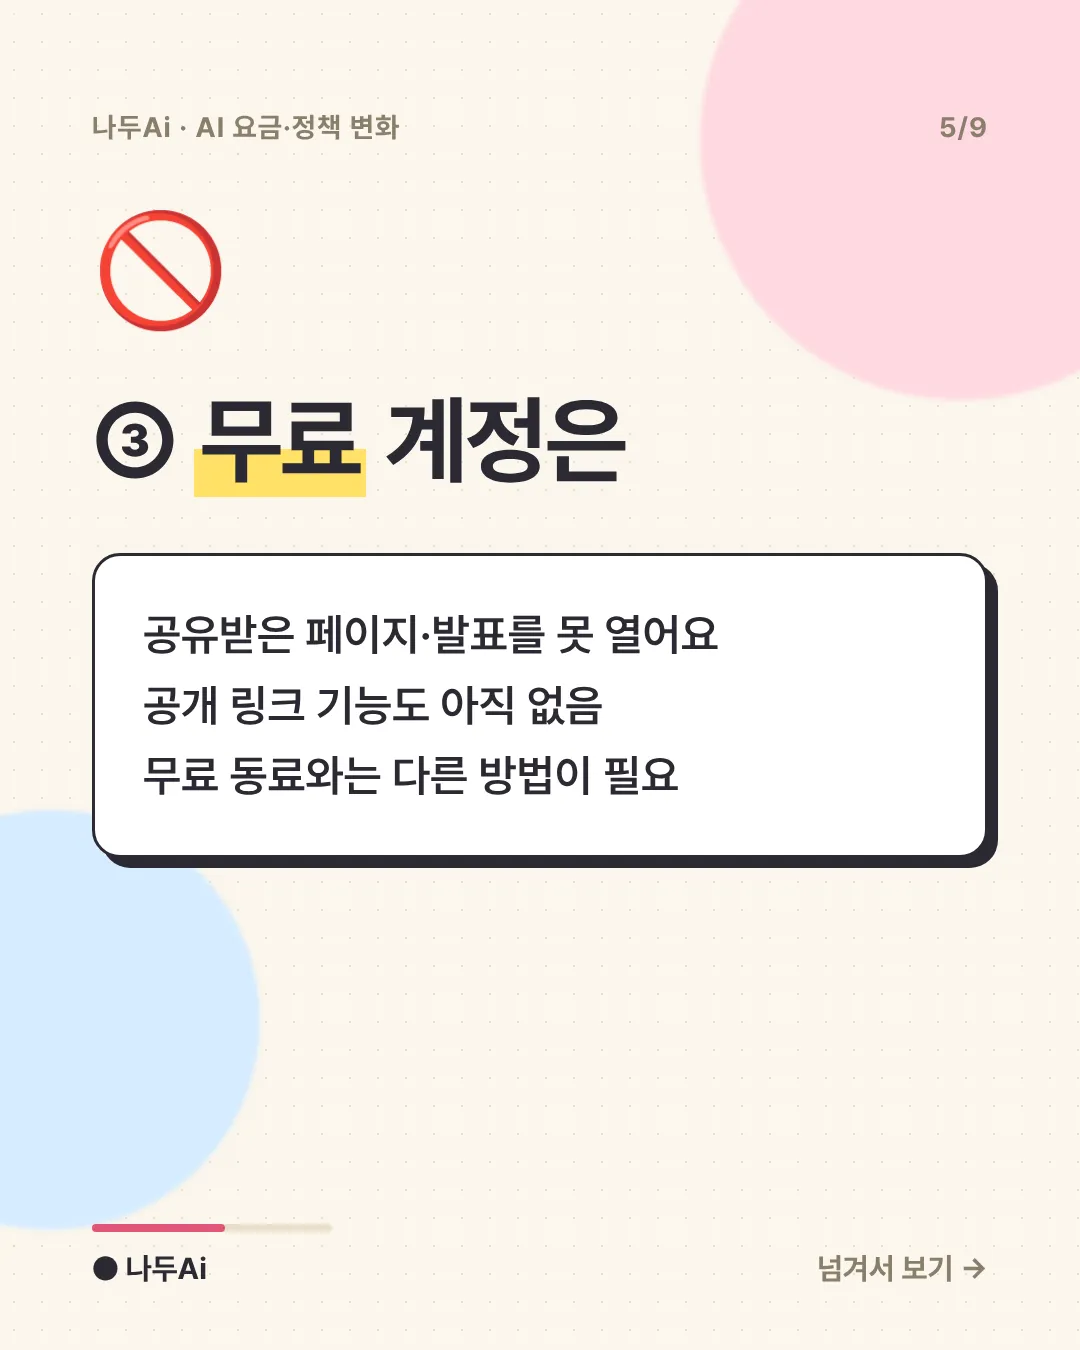 나두Ai · AI 요금·정책 변화
5/9
③ 무료 계정은
공유받은 페이지·발표를 못 열어요
공개 링크 기능도 아직 없음
무료 동료와는 다른 방법이 필요
● 나두Ai
넘겨서 보기 →